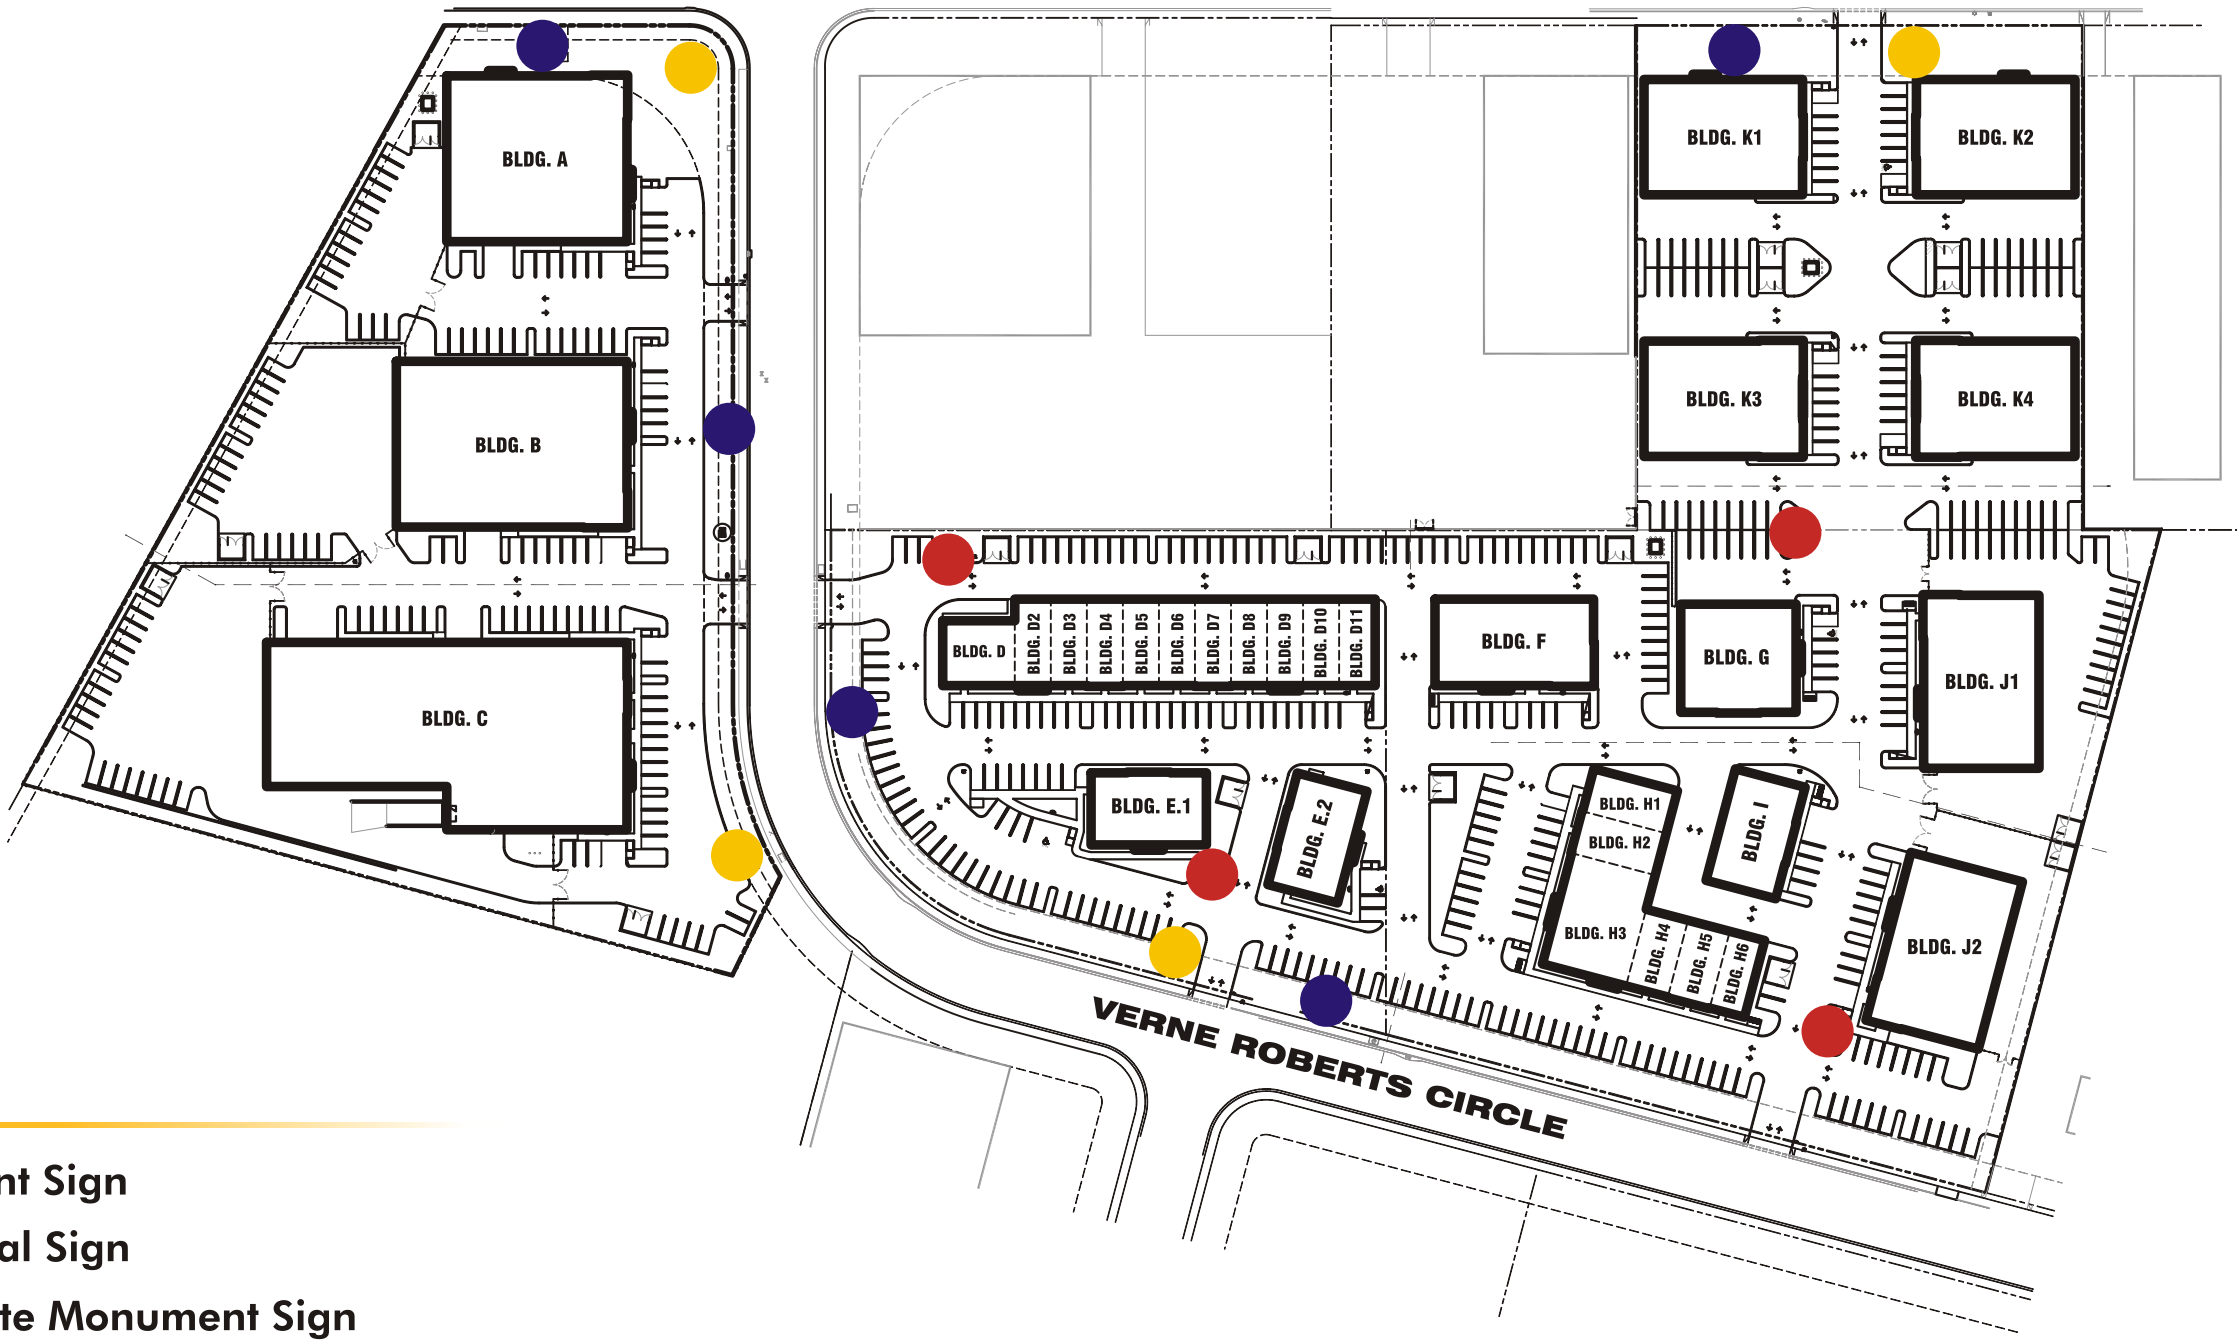 BLDG. A
BLDG. K1
BLDG. K2
BLDG. B
BLDG. K3
BLDG. K4
BLDG. C
BLDG. D
BLDG. D2
BLDG. D3
BLDG. D4
BLDG. D5
BLDG. D6
BLDG. D7
BLDG. D8
BLDG. D9
BLDG. D10
BLDG. D11
BLDG. F
BLDG. G
BLDG. J1
BLDG. E.1
BLDG. E.2
BLDG. H1
BLDG. H2
BLDG. I
BLDG. H3
BLDG. H4
BLDG. H5
BLDG. H6
BLDG. J2
VERNE ROBERTS CIRCLE
nt Sign
al Sign
te Monument Sign